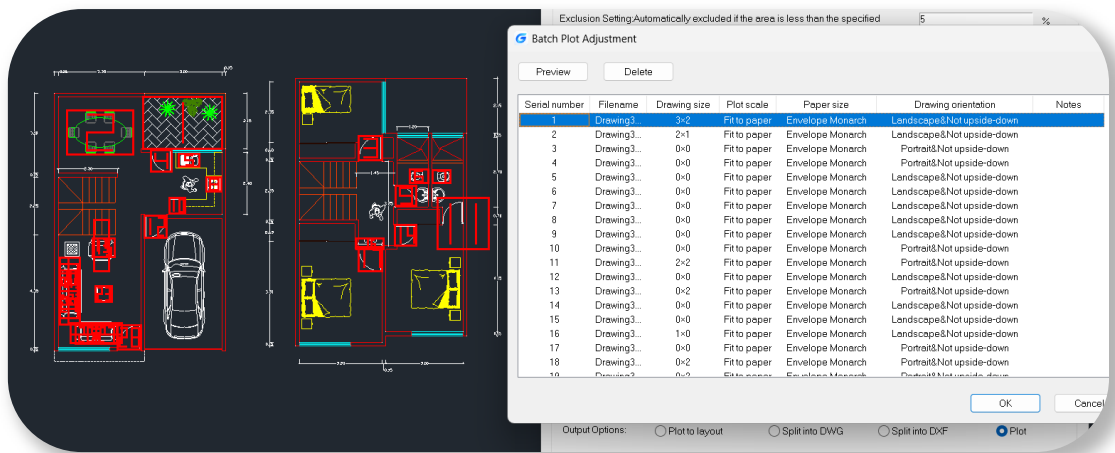 Exclusion Setting:Automatically excluded if the area is less than the specified 5 %
Batch Plot Adjustment
Preview Delete
Serial number Filename Drawing size Plot scale Paper size Drawing orientation Notes
1 Drawing3... 3×2 Fit to paper Envelope Monarch Landscape&Not upside-down
2 Drawing3... 2×1 Fit to paper Envelope Monarch Landscape&Not upside-down
3 Drawing3... 0×0 Fit to paper Envelope Monarch Portrait&Not upside-down
4 Drawing3... 0×0 Fit to paper Envelope Monarch Portrait&Not upside-down
5 Drawing3... 0×0 Fit to paper Envelope Monarch Landscape&Not upside-down
6 Drawing3... 0×0 Fit to paper Envelope Monarch Landscape&Not upside-down
7 Drawing3... 0×0 Fit to paper Envelope Monarch Landscape&Not upside-down
8 Drawing3... 0×0 Fit to paper Envelope Monarch Landscape&Not upside-down
9 Drawing3... 0×0 Fit to paper Envelope Monarch Landscape&Not upside-down
10 Drawing3... 0×0 Fit to paper Envelope Monarch Portrait&Not upside-down
11 Drawing3... 2×2 Fit to paper Envelope Monarch Portrait&Not upside-down
12 Drawing3... 0×0 Fit to paper Envelope Monarch Landscape&Not upside-down
13 Drawing3... 0×2 Fit to paper Envelope Monarch Portrait&Not upside-down
14 Drawing3... 0×0 Fit to paper Envelope Monarch Landscape&Not upside-down
15 Drawing3... 0×0 Fit to paper Envelope Monarch Landscape&Not upside-down
16 Drawing3... 1×0 Fit to paper Envelope Monarch Landscape&Not upside-down
17 Drawing3... 0×0 Fit to paper Envelope Monarch Portrait&Not upside-down
18 Drawing3... 0×2 Fit to paper Envelope Monarch Portrait&Not upside-down
19 Drawing3... 0×2 Fit to paper Envelope Monarch Portrait&Not upside-down
OK Cancel
Output Options: Plot to layout Split into DWG Split into DXF Plot